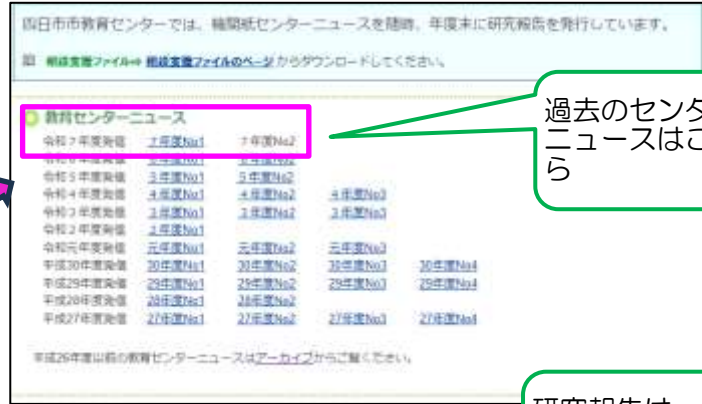 四日市市教育センターでは、機関紙センターニュースを随時、年度末に研究報告を発行しています。
相談支援ファイル⇒ 相談支援ファイルのページ からダウンロードしてください。
教育センターニュース
過去のセンタ
ニュースはこ
ら
令和7年度発信 7年度No1 7年度No2
令和5年度発信 5年度No1 5年度No2
令和4年度発信 4年度No1 4年度No2 4年度No3
令和3年度発信 3年度No1 3年度No2 3年度No3
令和2年度発信 2年度No1
令和元年度発信 元年度No1 元年度No2 元年度No3
平成30年度発信 30年度No1 30年度No2 30年度No3 30年度No4
平成29年度発信 29年度No1 29年度No2 29年度No3 29年度No4
平成28年度発信 28年度No1 28年度No2
平成27年度発信 27年度No1 27年度No2 27年度No3 27年度No4
平成26年度以前の教育センターニュースはアーカイブからご覧ください。
研究報告は